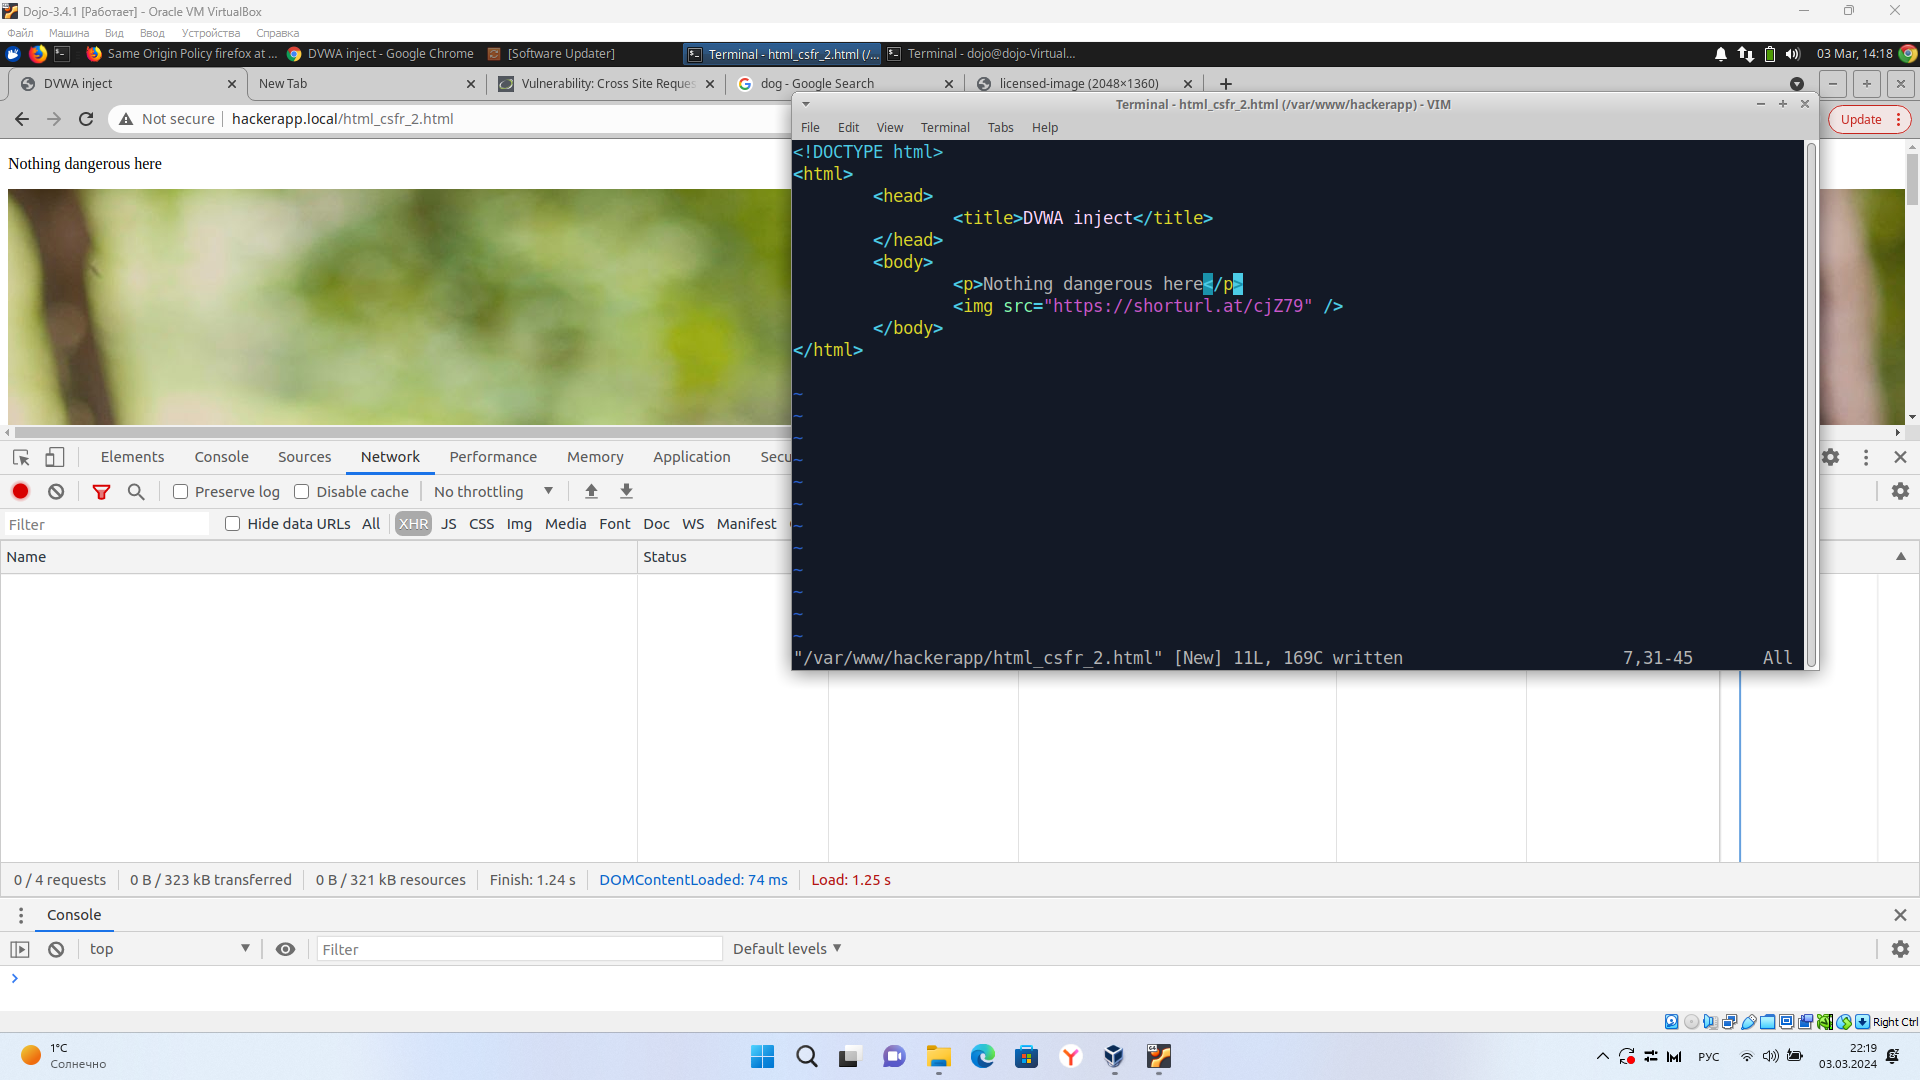 Dojo-3.4.1 [Работает] - Oracle VM VirtualBox
Файл Машина Вид Ввод Устройства Справка
Same Origin Policy firefox at ... DVWA inject - Google Chrome [Software Updater] Terminal - html_csfr_2.html (/... Terminal - dojo@dojo-Virtual... 03 Mar, 14:18
DVWA inject New Tab Vulnerability: Cross Site Reques dog - Google Search licensed-image (2048×1360)
Not secure hackerapp.local/html_csfr_2.html Update
Terminal - html_csfr_2.html (/var/www/hackerapp) - VIM
File Edit View Terminal Tabs Help
Nothing dangerous here
<!DOCTYPE html>
<html>
<head>
<title>DVWA inject</title>
</head>
<body>
<p>Nothing dangerous here</p>
<img src="https://shorturl.at/cjZ79" />
</body>
</html>
~
~
~
~
~
~
~
~
~
~
~
~
"/var/www/hackerapp/html_csfr_2.html" [New] 11L, 169C written 7,31-45 All
Elements Console Sources Network Performance Memory Application Secu
Preserve log Disable cache No throttling
Filter Hide data URLs All XHR JS CSS Img Media Font Doc WS Manifest
Name Status
0 / 4 requests 0 B / 323 kB transferred 0 B / 321 kB resources Finish: 1.24 s DOMContentLoaded: 74 ms Load: 1.25 s
Console
top Filter Default levels
Right Ctrl
1°C
Солнечно
РУС
22:19
03.03.2024